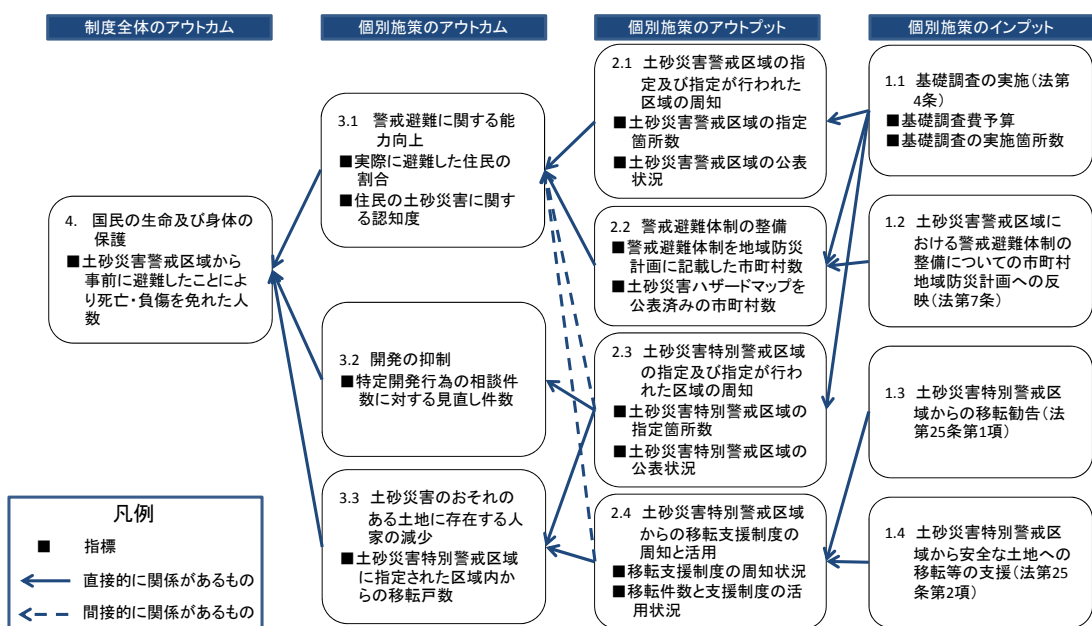 制度全体のアウトカム
個別施策のアウトカム
個別施策のアウトプット
個別施策のインプット
4. 国民の生命及び身体の
保護
■土砂災害警戒区域から
事前に避難したことによ
り死亡・負傷を免れた人
数
3.1 警戒避難に関する能
力向上
■実際に避難した住民の
割合
■住民の土砂災害に関す
る認知度
3.2 開発の抑制
■特定開発行為の相談件
数に対する見直し件数
3.3 土砂災害のおそれの
ある土地に存在する人
家の減少
■土砂災害特別警戒区域
に指定された区域内か
らの移転戸数
2.1 土砂災害警戒区域の指
定及び指定が行われた
区域の周知
■土砂災害警戒区域の指定
箇所数
■土砂災害警戒区域の公表
状況
2.2 警戒避難体制の整備
■警戒避難体制を地域防災
計画に記載した市町村数
■土砂災害ハザードマップを
公表済みの市町村数
2.3 土砂災害特別警戒区域
の指定及び指定が行わ
れた区域の周知
■土砂災害特別警戒区域の
指定箇所数
■土砂災害特別警戒区域の
公表状況
2.4 土砂災害特別警戒区域
からの移転支援制度の
周知と活用
■移転支援制度の周知状況
■移転件数と支援制度の活
用状況
1.1 基礎調査の実施(法第
4条)
■基礎調査費予算
■基礎調査の実施箇所数
1.2 土砂災害警戒区域に
おける警戒避難体制の
整備についての市町村
地域防災計画への反
映(法第7条)
1.3 土砂災害特別警戒区
域からの移転勧告(法
第25条第1項)
1.4 土砂災害特別警戒区
域から安全な土地への
移転等の支援(法第25
条第2項)
凡例
■ 指標
直接的に関係があるもの
間接的に関係があるもの